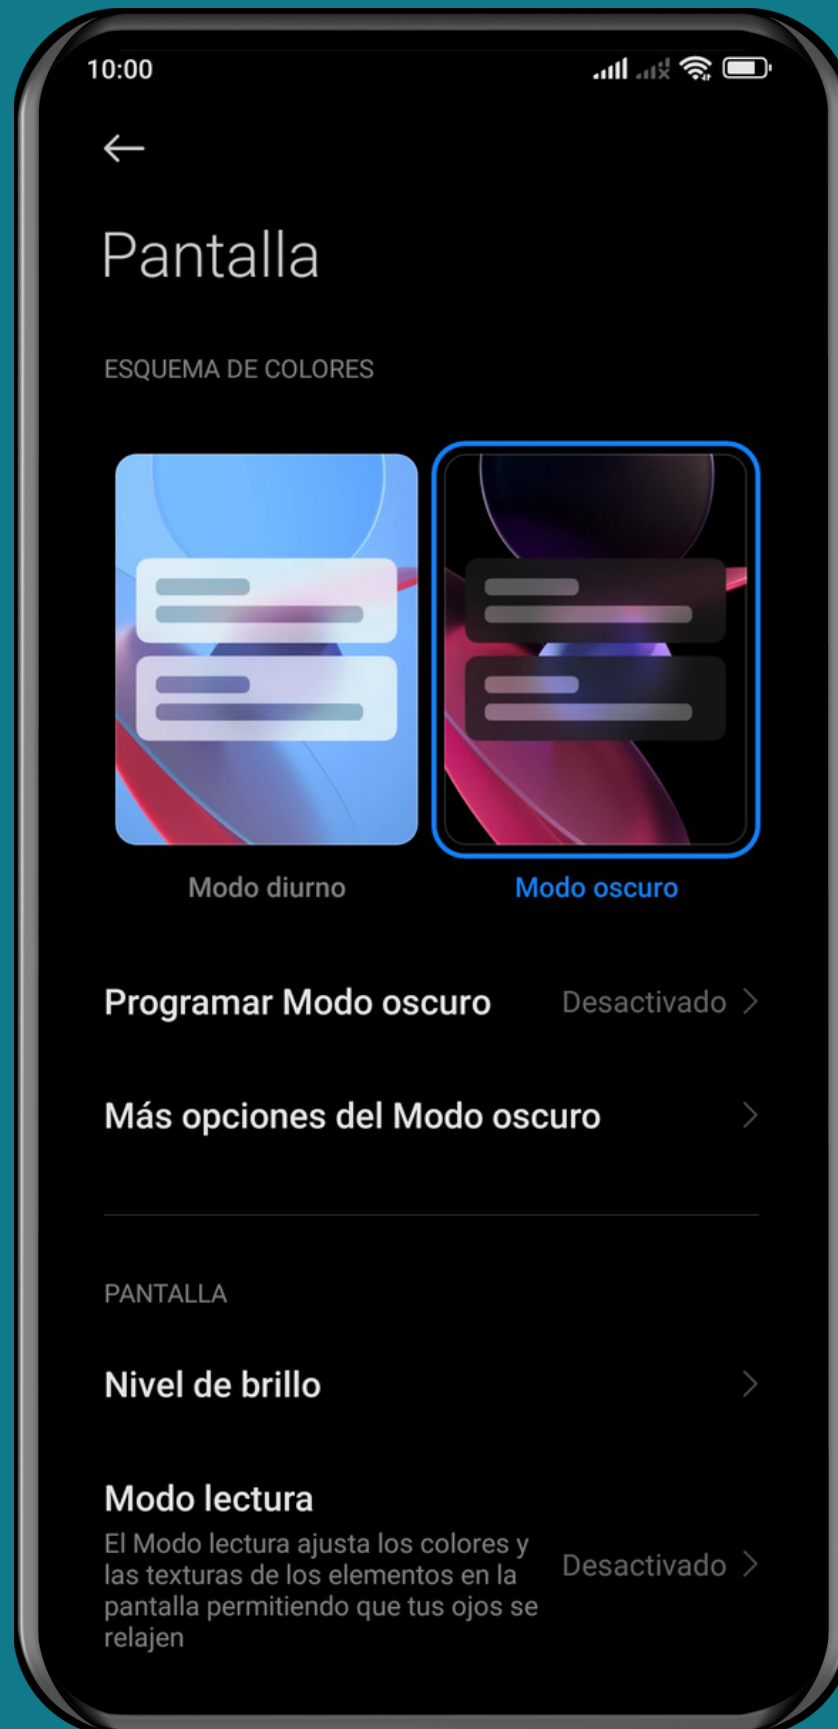 10:00
Pantalla
ESQUEMA DE COLORES
Modo diurno
Modo oscuro
Programar Modo oscuro
Desactivado
Más opciones del Modo oscuro
PANTALLA
Nivel de brillo
Modo lectura
El Modo lectura ajusta los colores y
las texturas de los elementos en la
pantalla permitiendo que tus ojos se
relajen
Desactivado